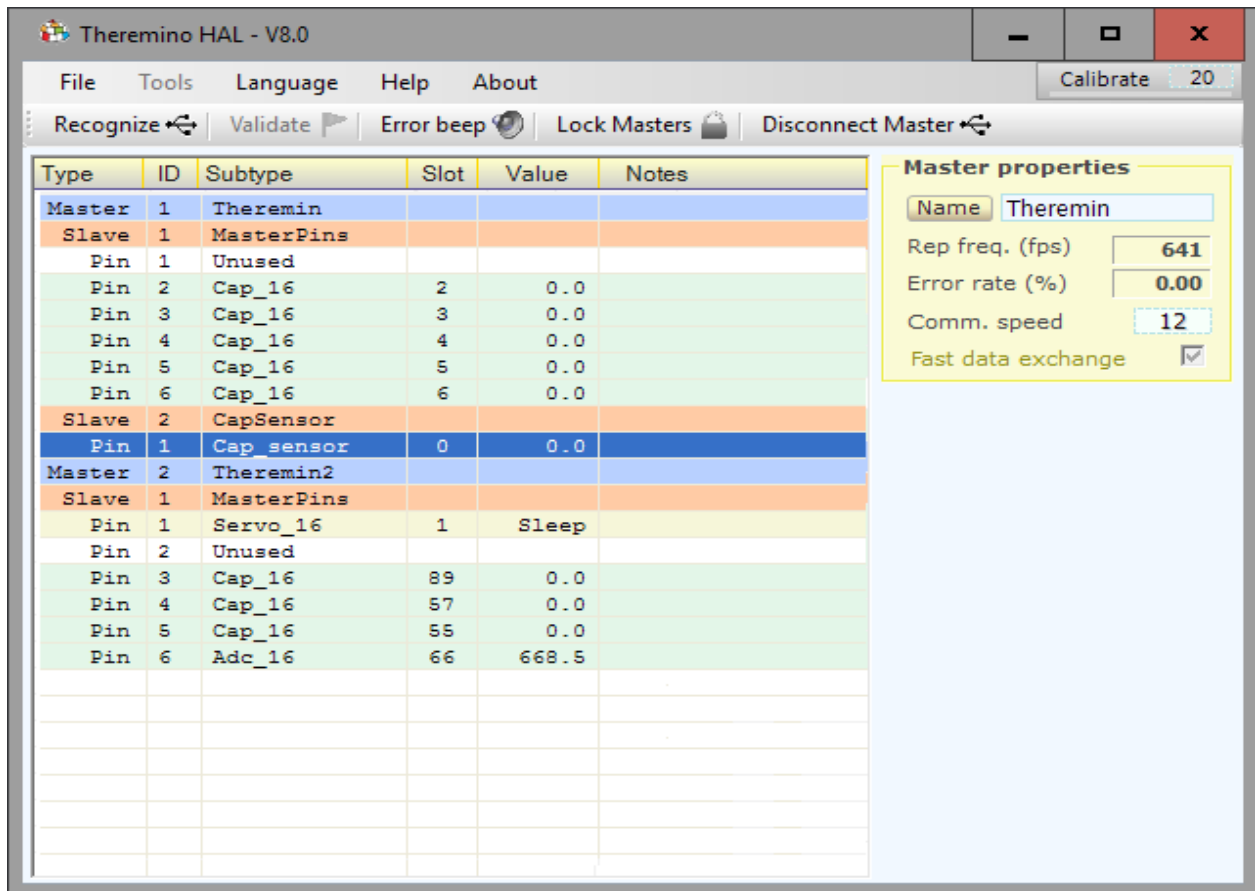 Theremino HAL - V8.0
File Tools Language Help About Calibrate 20
Recognize Validate Error beep Lock Masters Disconnect Master
Type ID Subtype Slot Value Notes
Master 1 Theremin
Slave 1 MasterPins
Pin 1 Unused
Pin 2 Cap_16 2 0.0
Pin 3 Cap_16 3 0.0
Pin 4 Cap_16 4 0.0
Pin 5 Cap_16 5 0.0
Pin 6 Cap_16 6 0.0
Slave 2 CapSensor
Pin 1 Cap_sensor 0 0.0
Master 2 Theremin2
Slave 1 MasterPins
Pin 1 Servo_16 1 Sleep
Pin 2 Unused
Pin 3 Cap_16 89 0.0
Pin 4 Cap_16 57 0.0
Pin 5 Cap_16 55 0.0
Pin 6 Adc_16 66 668.5
Master properties
Name Theremin
Rep freq. (fps) 641
Error rate (%) 0.00
Comm. speed 12
Fast data exchange